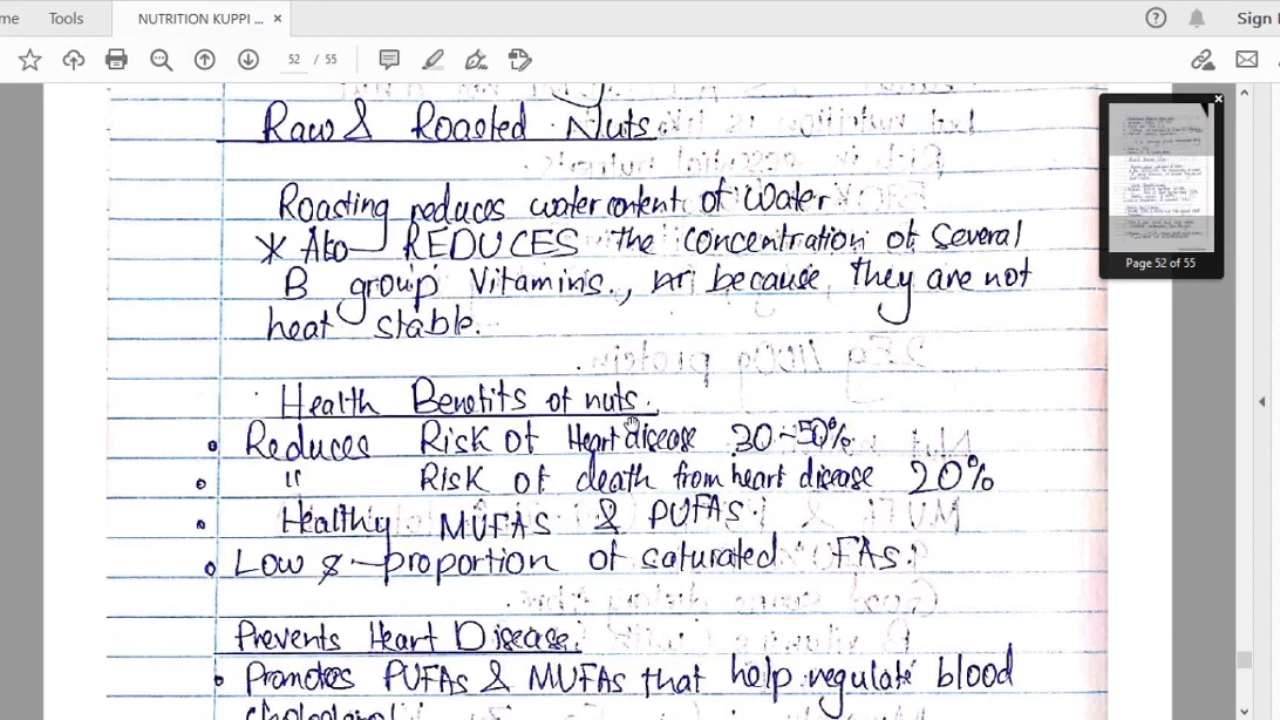 me Tools NUTRITION KUPPI ... × Sign
52 / 55
Raw & Roasted Nuts.
Roasting reduces water content of water
* Also REDUCES the concentration of several
B group Vitamins., because they are not
heat stable.
Health Benefits of nuts.
Reduces Risk of Heart disease 30-50%
" Risk of death from heart disease 20%
Healthy MUFAS & PUFAS.
Low proportion of saturated FAs.
Prevents Heart Disease.
Promotes PUFAs & MUFAs that help regulate blood
Page 52 of 55